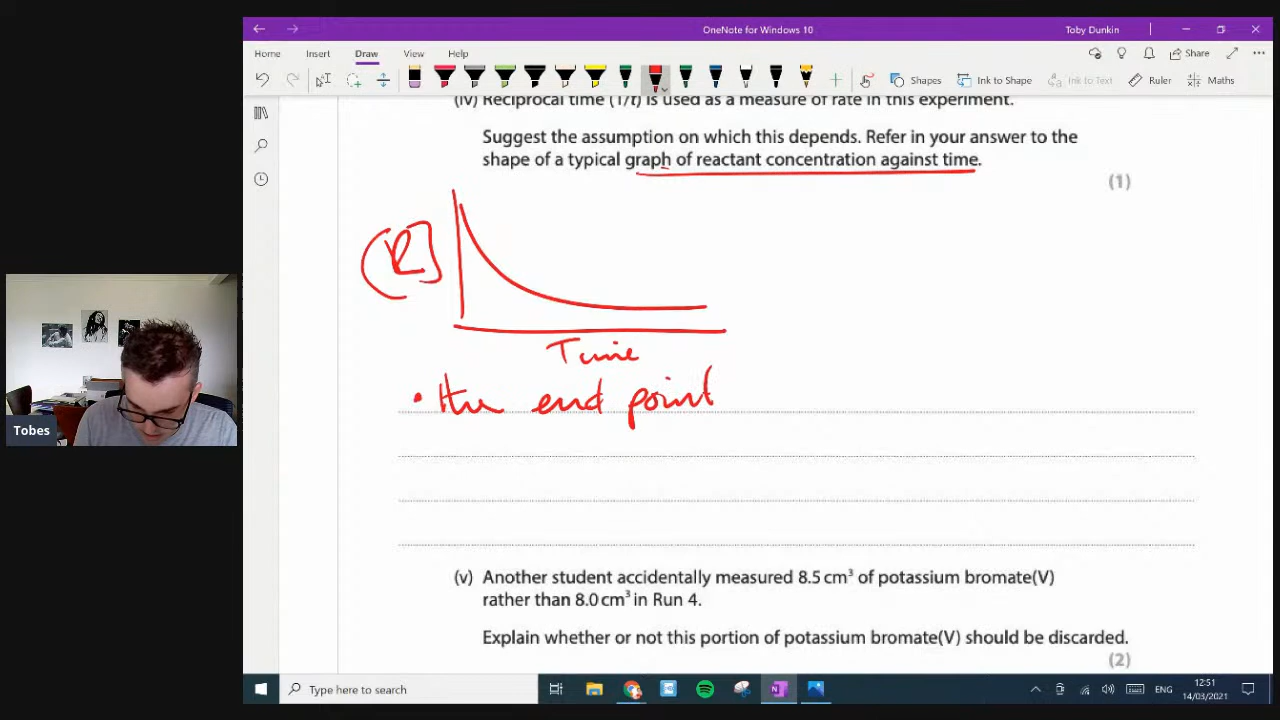 OneNote for Windows 10
Toby Dunkin
Home Insert Draw View Help
Share
Shapes
Ink to Shape
Ink to Text
Ruler
Maths
(iv) Reciprocal time (1/t) is used as a measure of rate in this experiment.
Suggest the assumption on which this depends. Refer in your answer to the
shape of a typical graph of reactant concentration against time.
(1)
[R]
Time
• the end point
(v) Another student accidentally measured 8.5 cm³ of potassium bromate(V)
rather than 8.0 cm³ in Run 4.
Explain whether or not this portion of potassium bromate(V) should be discarded.
(2)
Tobes
Type here to search
ENG
12:51
14/03/2021